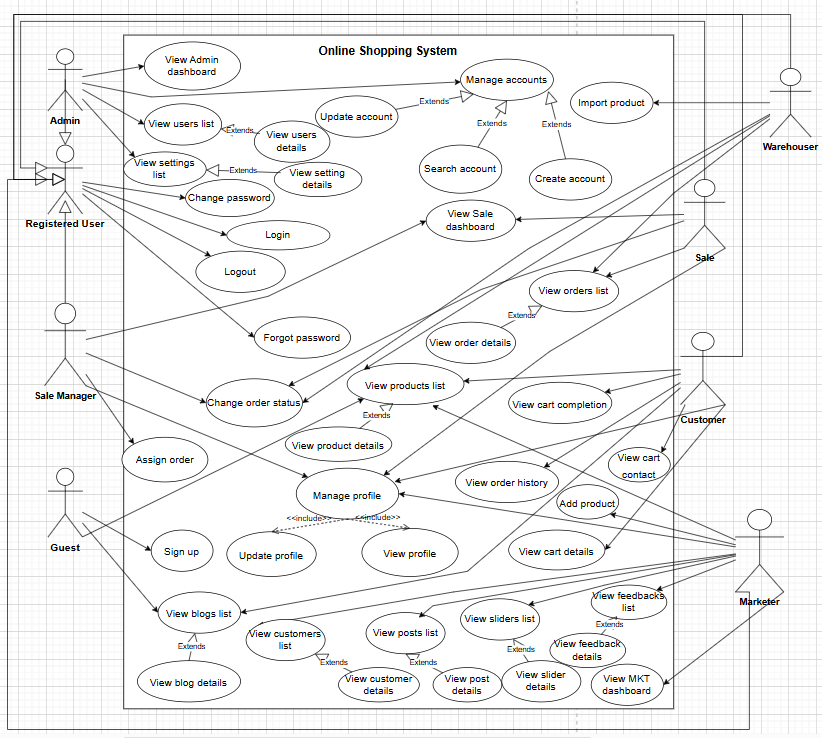 Online Shopping System
View Admin
dashboard
Manage accounts
Import product
Admin
Extends
Update account
View users list
Extends
View users
details
Extends
Extends
Warehouser
View settings
list
Extends
View setting
details
Search account
Create account
Change password
Registered User
View Sale
dashboard
Login
Sale
Logout
View orders list
Extends
Forgot password
View order details
Sale Manager
Change order status
View products list
Extends
View cart completion
Customer
Assign order
View product details
View cart
contact
View order history
Manage profile
Add product
<<include>>
<<include>>
Guest
Sign up
Update profile
View profile
View cart details
Marketer
View blogs list
View feedbacks
list
View sliders list
Extends
View customers
list
View posts list
Extends
Extends
View feedback
details
Extends
Extends
View blog details
View customer
details
View post
details
View slider
details
View MKT
dashboard